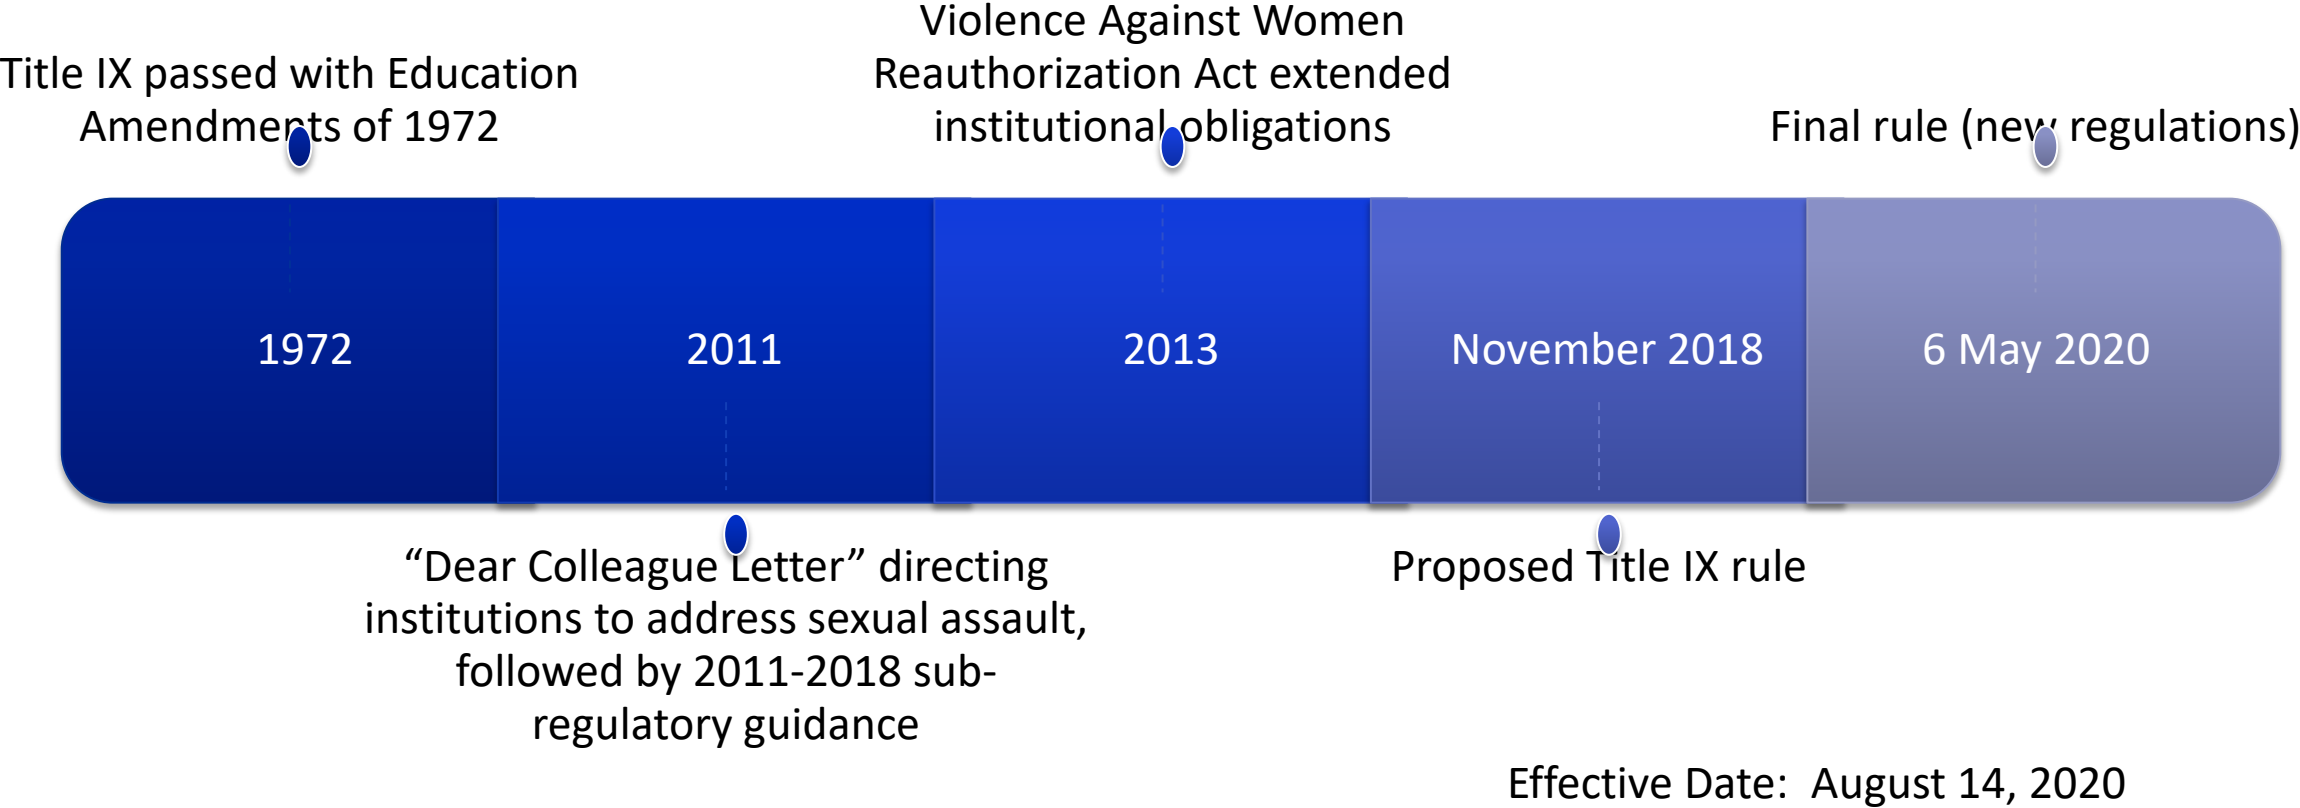 Title IX passed with Education
Amendments of 1972
Violence Against Women
Reauthorization Act extended
institutional obligations
Final rule (new regulations)
1972
2011
2013
November 2018
6 May 2020
“Dear Colleague Letter” directing
institutions to address sexual assault,
followed by 2011-2018 sub-
regulatory guidance
Proposed Title IX rule
Effective Date:  August 14, 2020